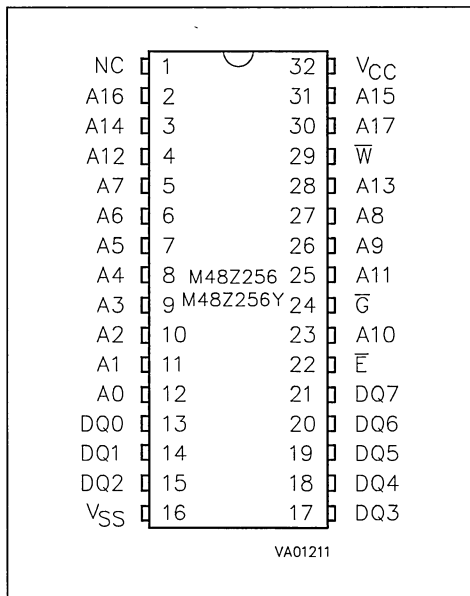 NC 1 32 VCC
A16 2 31 A15
A14 3 30 A17
A12 4 29 W̅
A7 5 28 A13
A6 6 27 A8
A5 7 26 A9
A4 8 M48Z256 25 A11
A3 9 M48Z256Y 24 G̅
A2 10 23 A10
A1 11 22 E̅
A0 12 21 DQ7
DQ0 13 20 DQ6
DQ1 14 19 DQ5
DQ2 15 18 DQ4
VSS 16 17 DQ3
VA01211